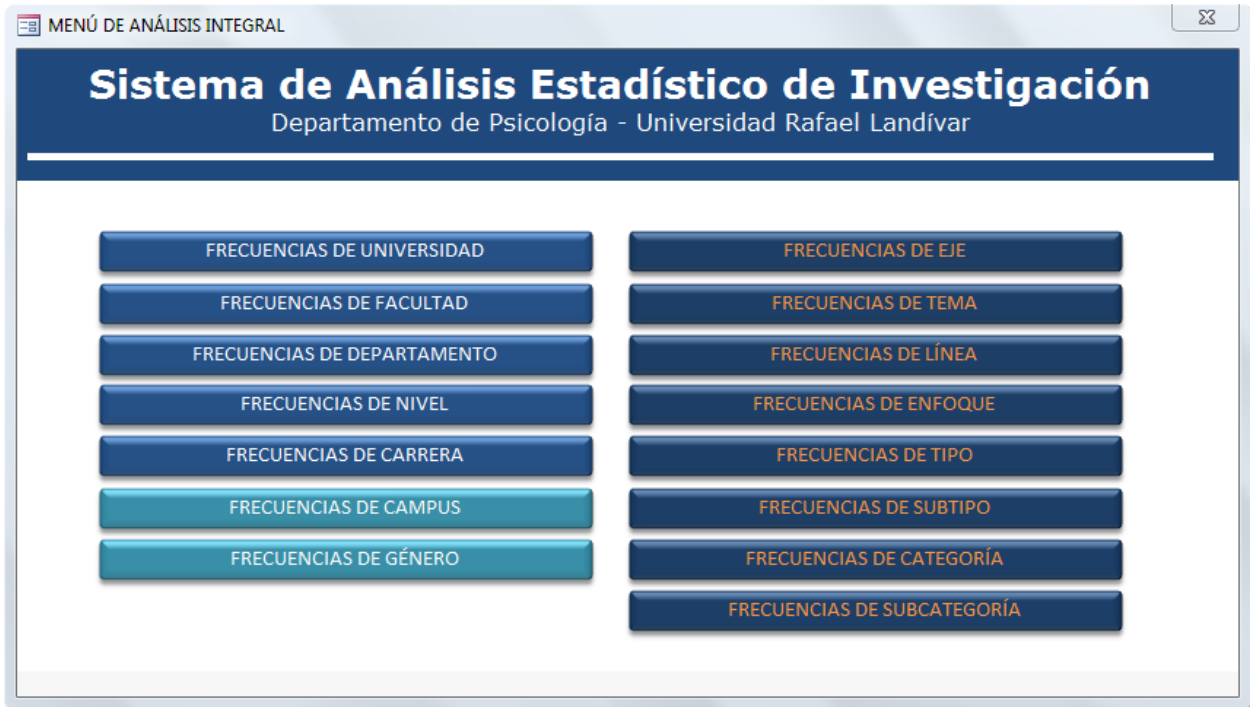 MENÚ DE ANÁLISIS INTEGRAL
Sistema de Análisis Estadístico de Investigación
Departamento de Psicología - Universidad Rafael Landívar
FRECUENCIAS DE UNIVERSIDAD
FRECUENCIAS DE FACULTAD
FRECUENCIAS DE DEPARTAMENTO
FRECUENCIAS DE NIVEL
FRECUENCIAS DE CARRERA
FRECUENCIAS DE CAMPUS
FRECUENCIAS DE GÉNERO
FRECUENCIAS DE EJE
FRECUENCIAS DE TEMA
FRECUENCIAS DE LÍNEA
FRECUENCIAS DE ENFOQUE
FRECUENCIAS DE TIPO
FRECUENCIAS DE SUBTIPO
FRECUENCIAS DE CATEGORÍA
FRECUENCIAS DE SUBCATEGORÍA